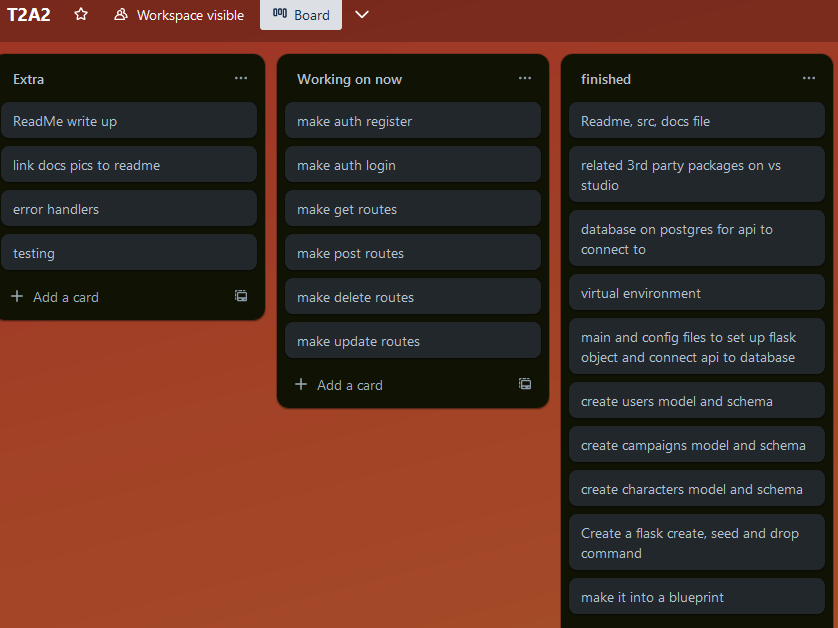 T2A2
Workspace visible
Board
Extra
ReadMe write up
link docs pics to readme
error handlers
testing
Add a card
Working on now
make auth register
make auth login
make get routes
make post routes
make delete routes
make update routes
Add a card
finished
Readme, src, docs file
related 3rd party packages on vs
studio
database on postgres for api to
connect to
virtual environment
main and config files to set up flask
object and connect api to database
create users model and schema
create campaigns model and schema
create characters model and schema
Create a flask create, seed and drop
command
make it into a blueprint